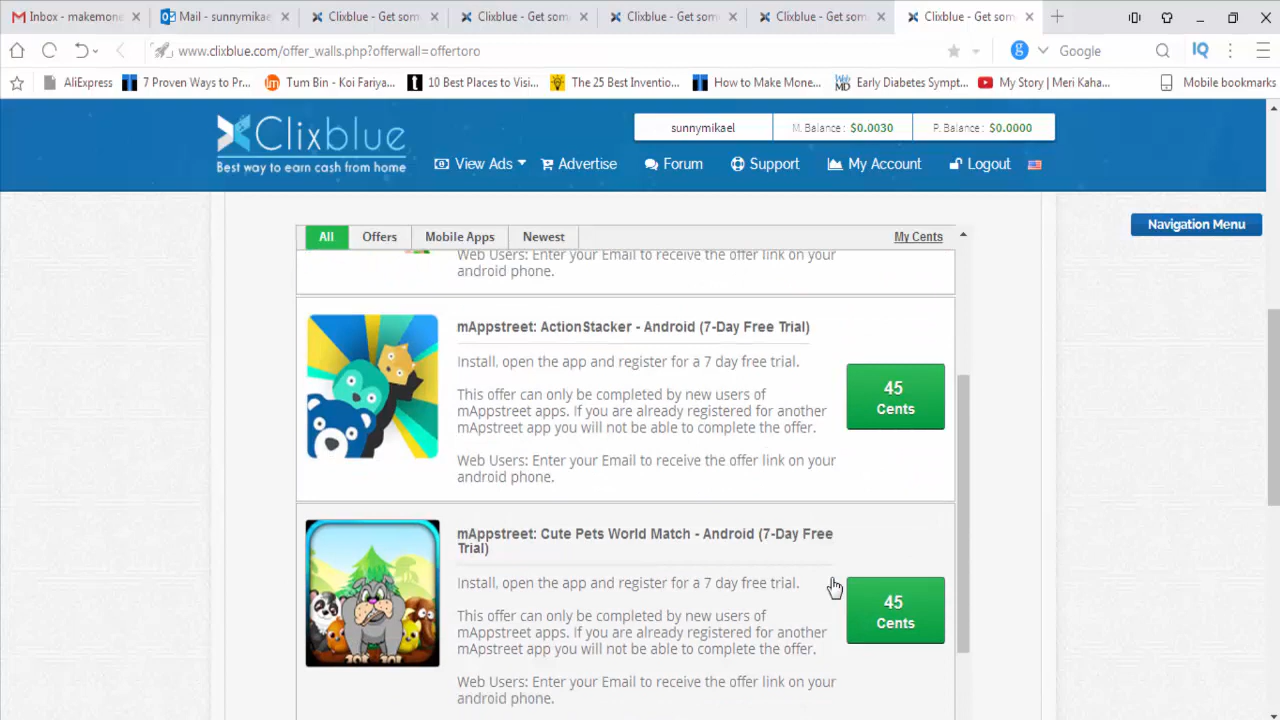 Inbox - makemone
Mail - sunnymikae
Clixblue - Get som
Clixblue - Get som
Clixblue - Get som
Clixblue - Get som
Clixblue - Get som
www.clixblue.com/offer_walls.php?offerwall=offertoro
Google
IQ
AliExpress
7 Proven Ways to Pr...
Tum Bin - Koi Fariya...
10 Best Places to Visi...
The 25 Best Inventio...
How to Make Mone...
Early Diabetes Sympt...
My Story | Meri Kaha...
Mobile bookmarks
Clixblue
Best way to earn cash from home
sunnymikael
M. Balance : $0.0030
P. Balance : $0.0000
View Ads
Advertise
Forum
Support
My Account
Logout
Navigation Menu
All
Offers
Mobile Apps
Newest
My Cents
Web Users: Enter your Email to receive the offer link on your
android phone.
mAppstreet: ActionStacker - Android (7-Day Free Trial)
Install, open the app and register for a 7 day free trial.
This offer can only be completed by new users of
mAppstreet apps. If you are already registered for another
mApstreet app you will not be able to complete the offer.
Web Users: Enter your Email to receive the offer link on your
android phone.
45
Cents
mAppstreet: Cute Pets World Match - Android (7-Day Free
Trial)
Install, open the app and register for a 7 day free trial.
This offer can only be completed by new users of
mAppstreet apps. If you are already registered for another
mApstreet app you will not be able to complete the offer.
Web Users: Enter your Email to receive the offer link on your
android phone.
45
Cents